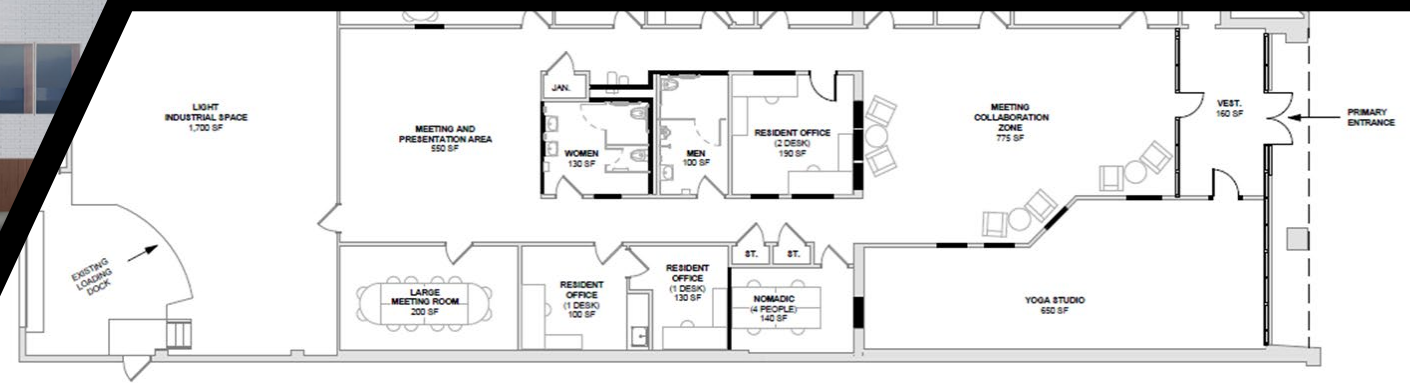 LIGHT
INDUSTRIAL SPACE
1,700 SF
EXISTING
LOADING
DOCK
MEETING AND
PRESENTATION AREA
550 SF
JAN.
WOMEN
130 SF
MEN
100 SF
RESIDENT OFFICE
(2 DESK)
190 SF
MEETING
COLLABORATION
ZONE
775 SF
VEST.
160 SF
PRIMARY
ENTRANCE
LARGE
MEETING ROOM
200 SF
RESIDENT
OFFICE
(1 DESK)
100 SF
RESIDENT
OFFICE
(1 DESK)
130 SF
ST.
ST.
NOMADIC
(4 PEOPLE)
140 SF
YOGA STUDIO
650 SF